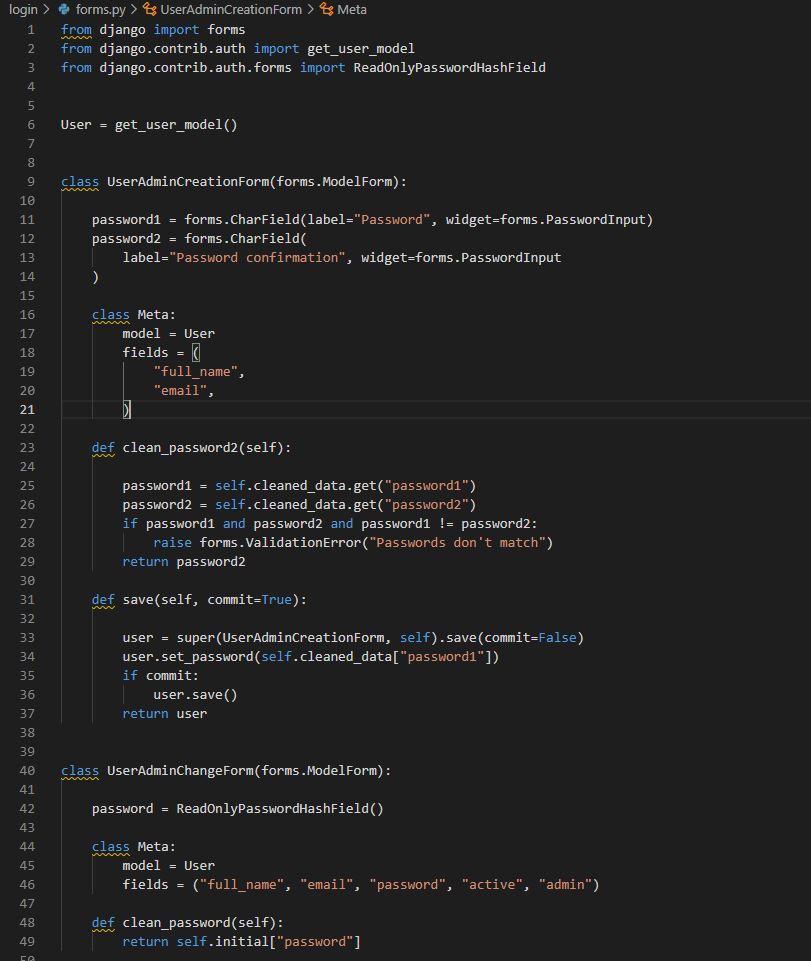 login > forms.py > UserAdminCreationForm > Meta
1 from django import forms
2 from django.contrib.auth import get_user_model
3 from django.contrib.auth.forms import ReadOnlyPasswordHashField
4
5
6 User = get_user_model()
7
8
9 class UserAdminCreationForm(forms.ModelForm):
10
11     password1 = forms.CharField(label="Password", widget=forms.PasswordInput)
12     password2 = forms.CharField(
13         label="Password confirmation", widget=forms.PasswordInput
14     )
15
16     class Meta:
17         model = User
18         fields = (
19             "full_name",
20             "email",
21         )
22
23     def clean_password2(self):
24
25         password1 = self.cleaned_data.get("password1")
26         password2 = self.cleaned_data.get("password2")
27         if password1 and password2 and password1 != password2:
28             raise forms.ValidationError("Passwords don't match")
29         return password2
30
31     def save(self, commit=True):
32
33         user = super(UserAdminCreationForm, self).save(commit=False)
34         user.set_password(self.cleaned_data["password1"])
35         if commit:
36             user.save()
37         return user
38
39
40 class UserAdminChangeForm(forms.ModelForm):
41
42     password = ReadOnlyPasswordHashField()
43
44     class Meta:
45         model = User
46         fields = ("full_name", "email", "password", "active", "admin")
47
48     def clean_password(self):
49         return self.initial["password"]
50